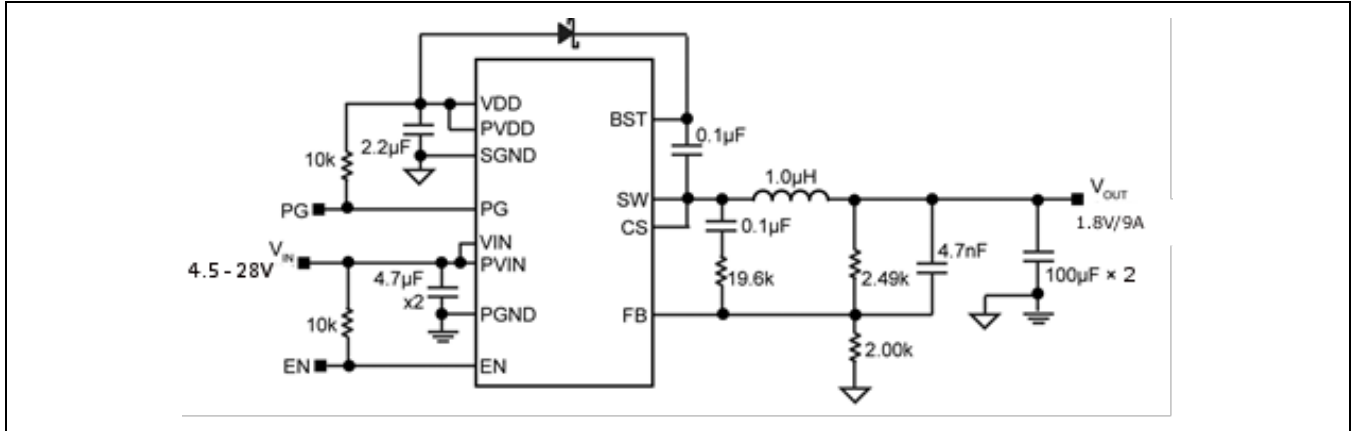 VDD
PVDD
BST
2.2µF
0.1µF
SGND
10k
1.0µH
SW
VOUT
PG
PG
CS
0.1µF
1.8V/9A
VIN
VIN
4.5-28V
PVIN
4.7µF
x2
19.6k
2.49k
4.7nF
100µF × 2
10k
PGND
FB
2.00k
EN
EN